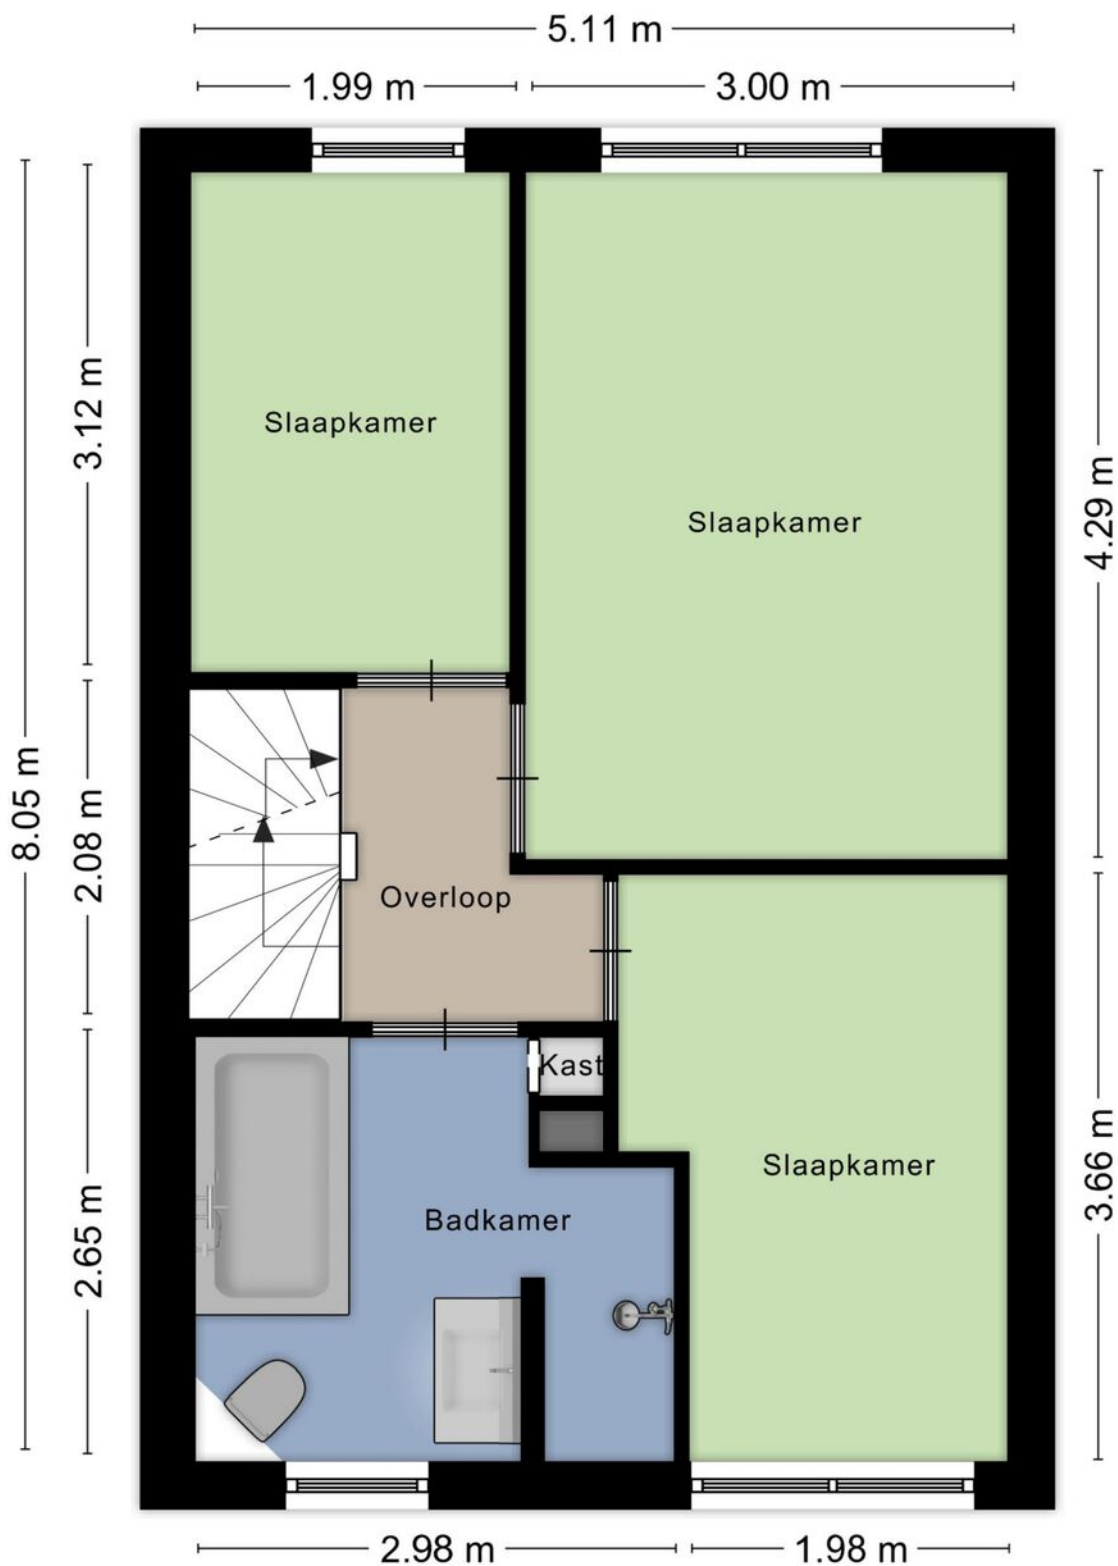 5.11 m
1.99 m
3.00 m
3.12 m
Slaapkamer
4.29 m
Slaapkamer
8.05 m
2.08 m
Overloop
Kast
Slaapkamer
3.66 m
2.65 m
Badkamer
2.98 m
1.98 m